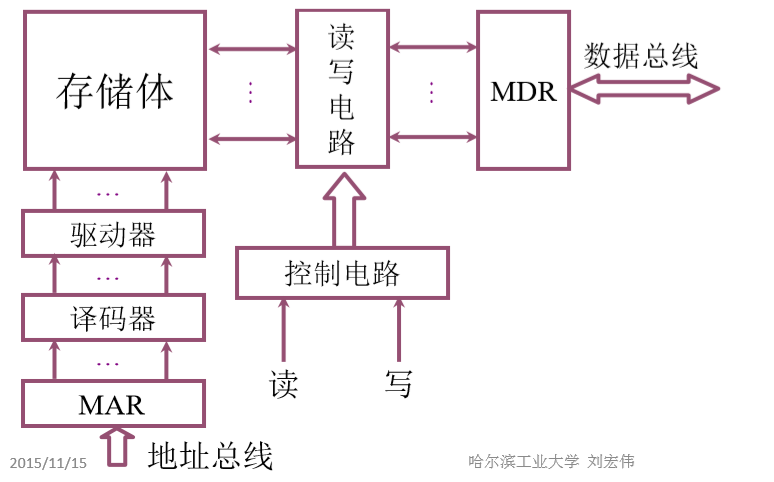 存储体
读写电路
MDR
数据总线
驱动器
控制电路
译码器
读
写
MAR
地址总线
2015/11/15
哈尔滨工业大学 刘宏伟